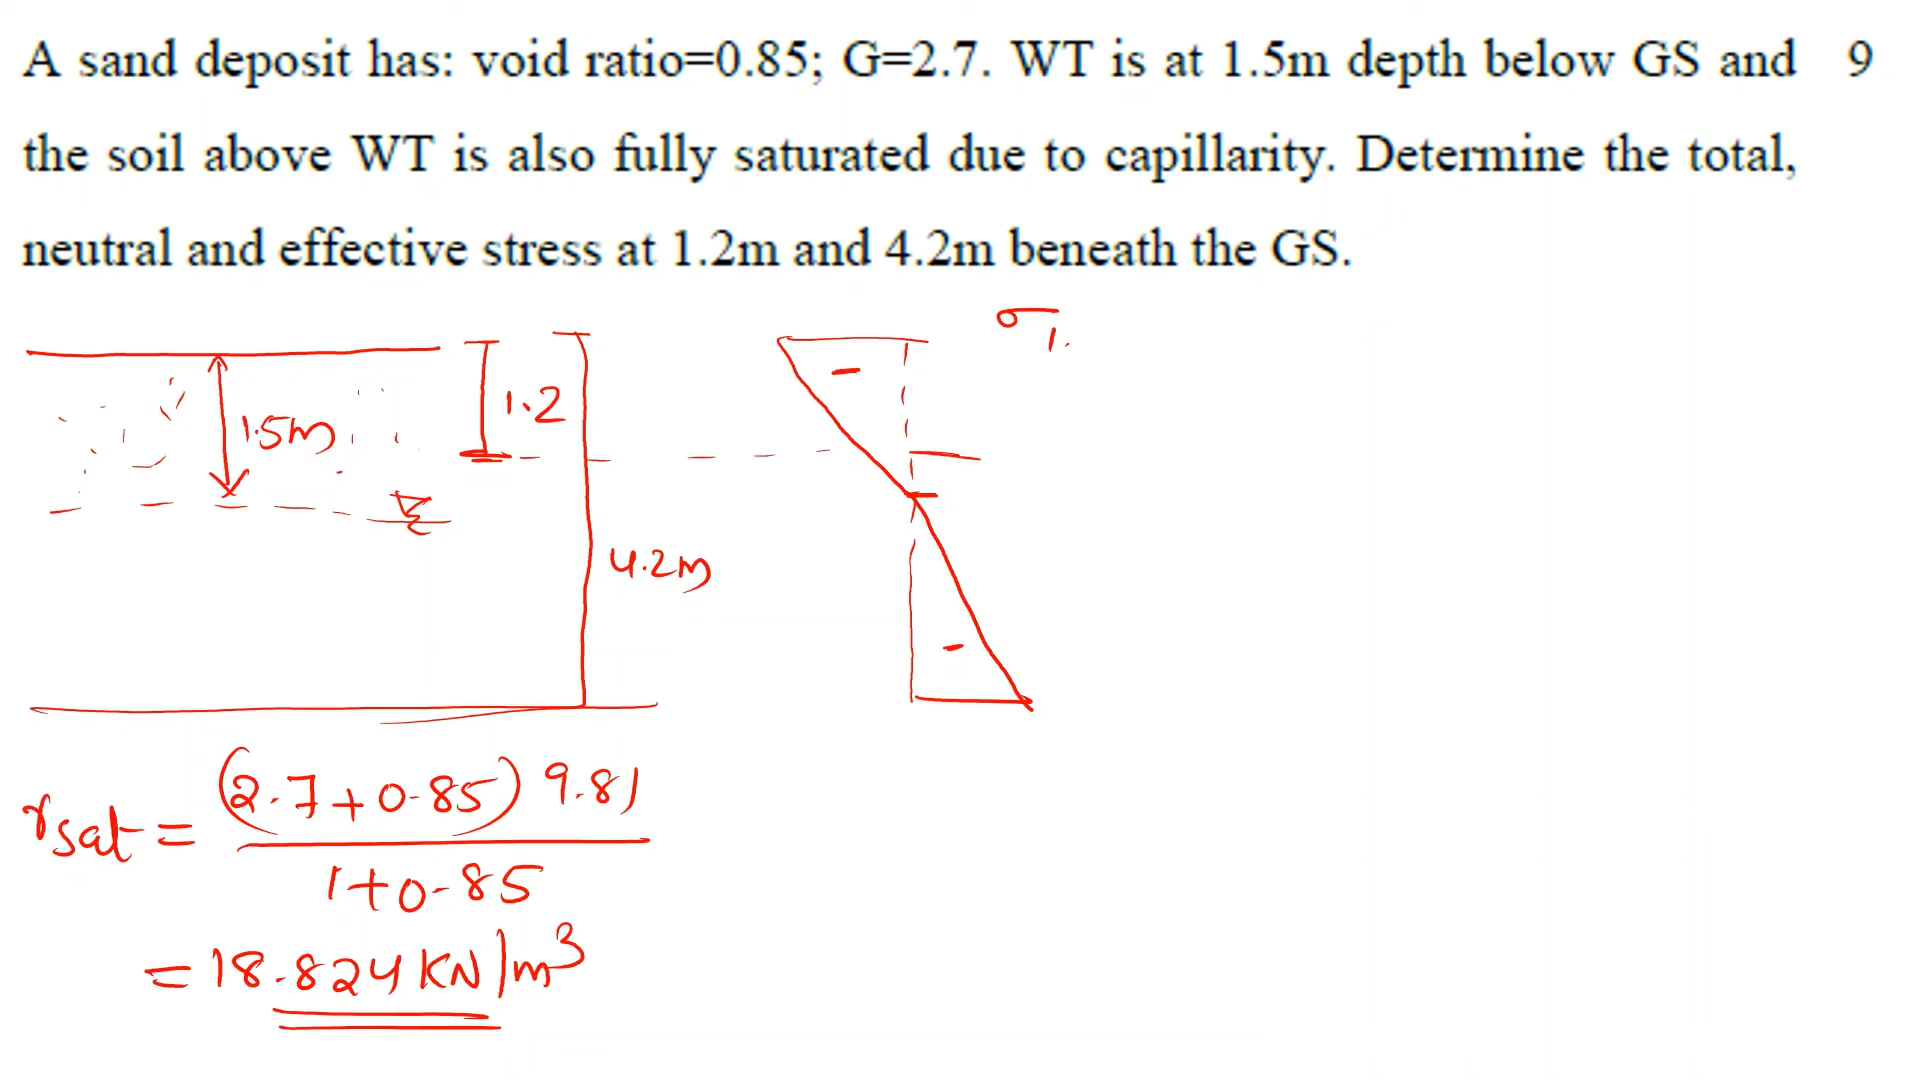 A sand deposit has: void ratio=0.85; G=2.7. WT is at 1.5m depth below GS and 9
the soil above WT is also fully saturated due to capillarity. Determine the total,
neutral and effective stress at 1.2m and 4.2m beneath the GS.
σ1.
1.2
1.5m
4.2m
γsat = (2.7+0.85) 9.81
1+0.85
= 18.824 KN/m³